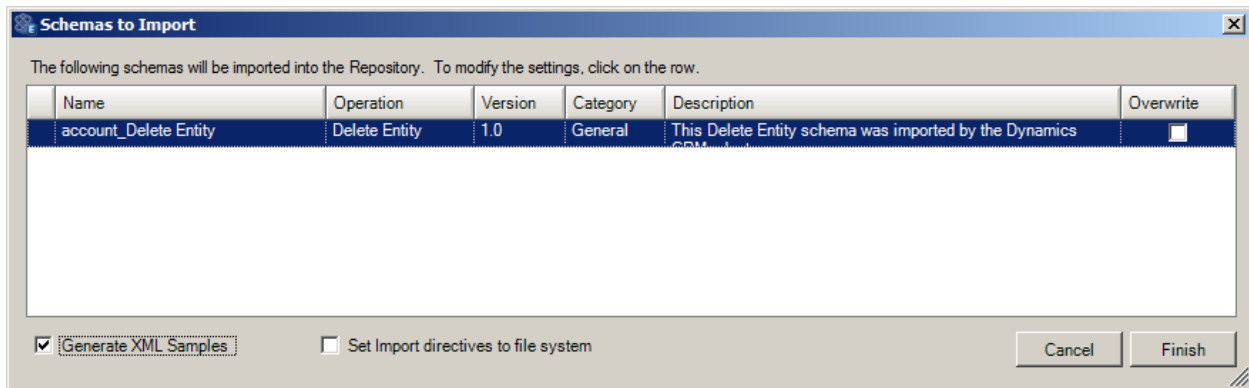 Schemas to Import
The following schemas will be imported into the Repository. To modify the settings, click on the row.
Name Operation Version Category Description Overwrite
account_Delete Entity Delete Entity 1.0 General This Delete Entity schema was imported by the Dynamics
Generate XML Samples Set Import directives to file system Cancel Finish